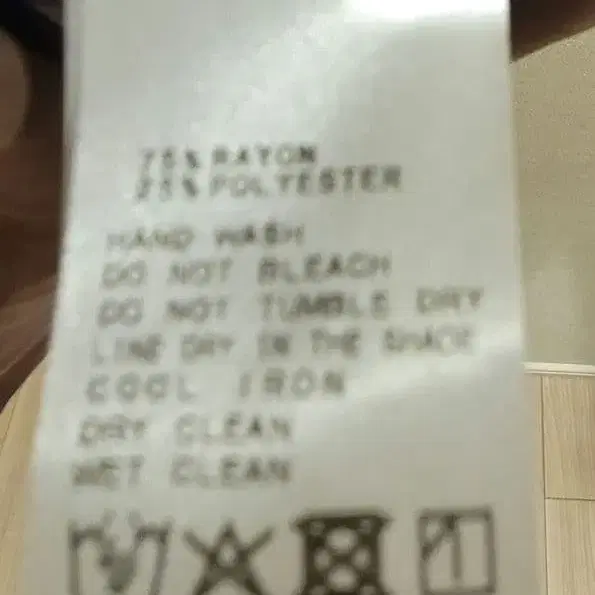 75% RAYON
25% POLYESTER
HAND WASH
DO NOT BLEACH
DO NOT TUMBLE DRY
LINE DRY IN THE SHADE
COOL IRON
DRY CLEAN
WET CLEAN